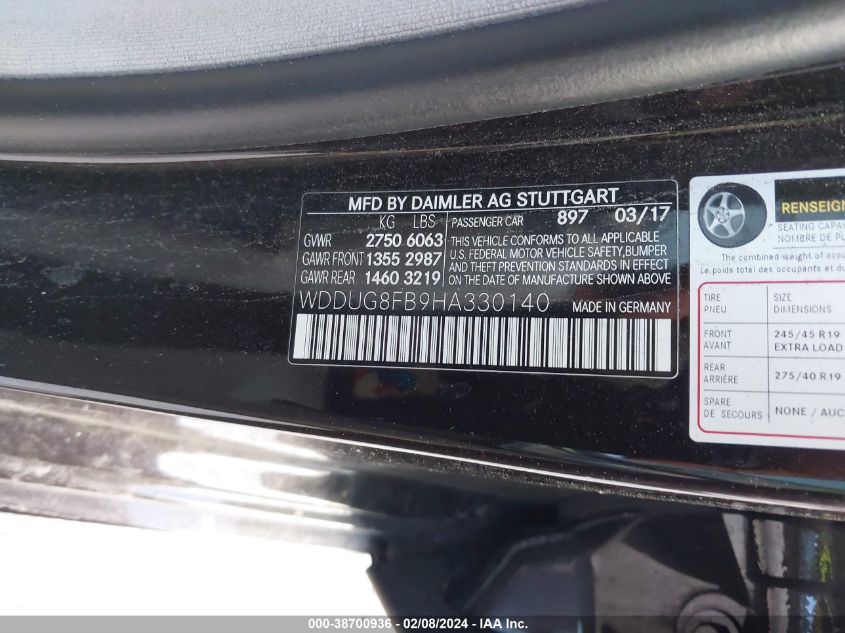 MFD BY DAIMLER AG STUTTGART
KG LBS PASSENGER CAR 897 03/17
GVWR 2750 6063
GAWR FRONT 1355 2987
GAWR REAR 1460 3219
THIS VEHICLE CONFORMS TO ALL APPLICABLE
U.S. FEDERAL MOTOR VEHICLE SAFETY, BUMPER
AND THEFT PREVENTION STANDARDS IN EFFECT
ON THE DATE OF MANUFACTURE SHOWN ABOVE
WDDUG8FB9HA330140 MADE IN GERMANY
RENSEIGN
SEATING CAPA
NOMBRE DE PL
The combined weight of occup
Le poids total des occupants et du
TIRE SIZE
PNEU DIMENSIONS
FRONT 245/45 R19
AVANT EXTRA LOAD
REAR 275/40 R19
ARRIÈRE
SPARE NONE / AUC
DE SECOURS
000-38700936 - 02/08/2024 - IAA Inc.